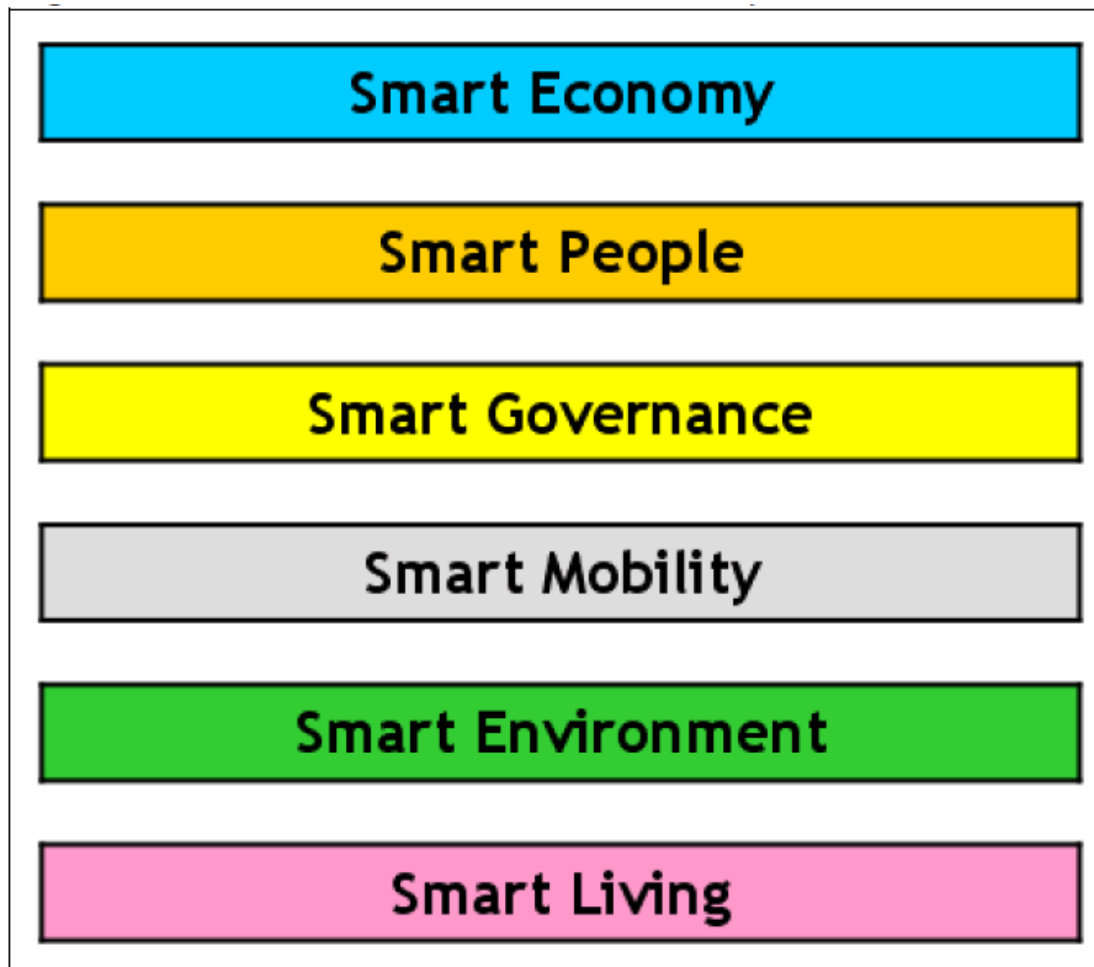 Smart Economy
Smart People
Smart Governance
Smart Mobility
Smart Environment
Smart Living